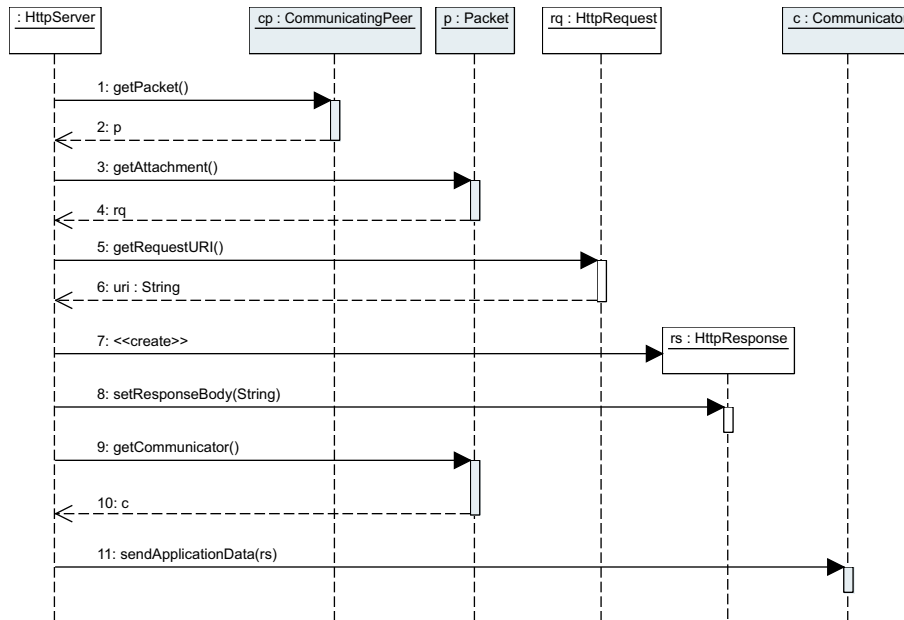 : HttpServer
cp : CommunicatingPeer
p : Packet
rq : HttpRequest
c : Communicator
1: getPacket()
2: p
3: getAttachment()
4: rq
5: getRequestURI()
6: uri : String
7: <<create>>
rs : HttpResponse
8: setResponseBody(String)
9: getCommunicator()
10: c
11: sendApplicationData(rs)